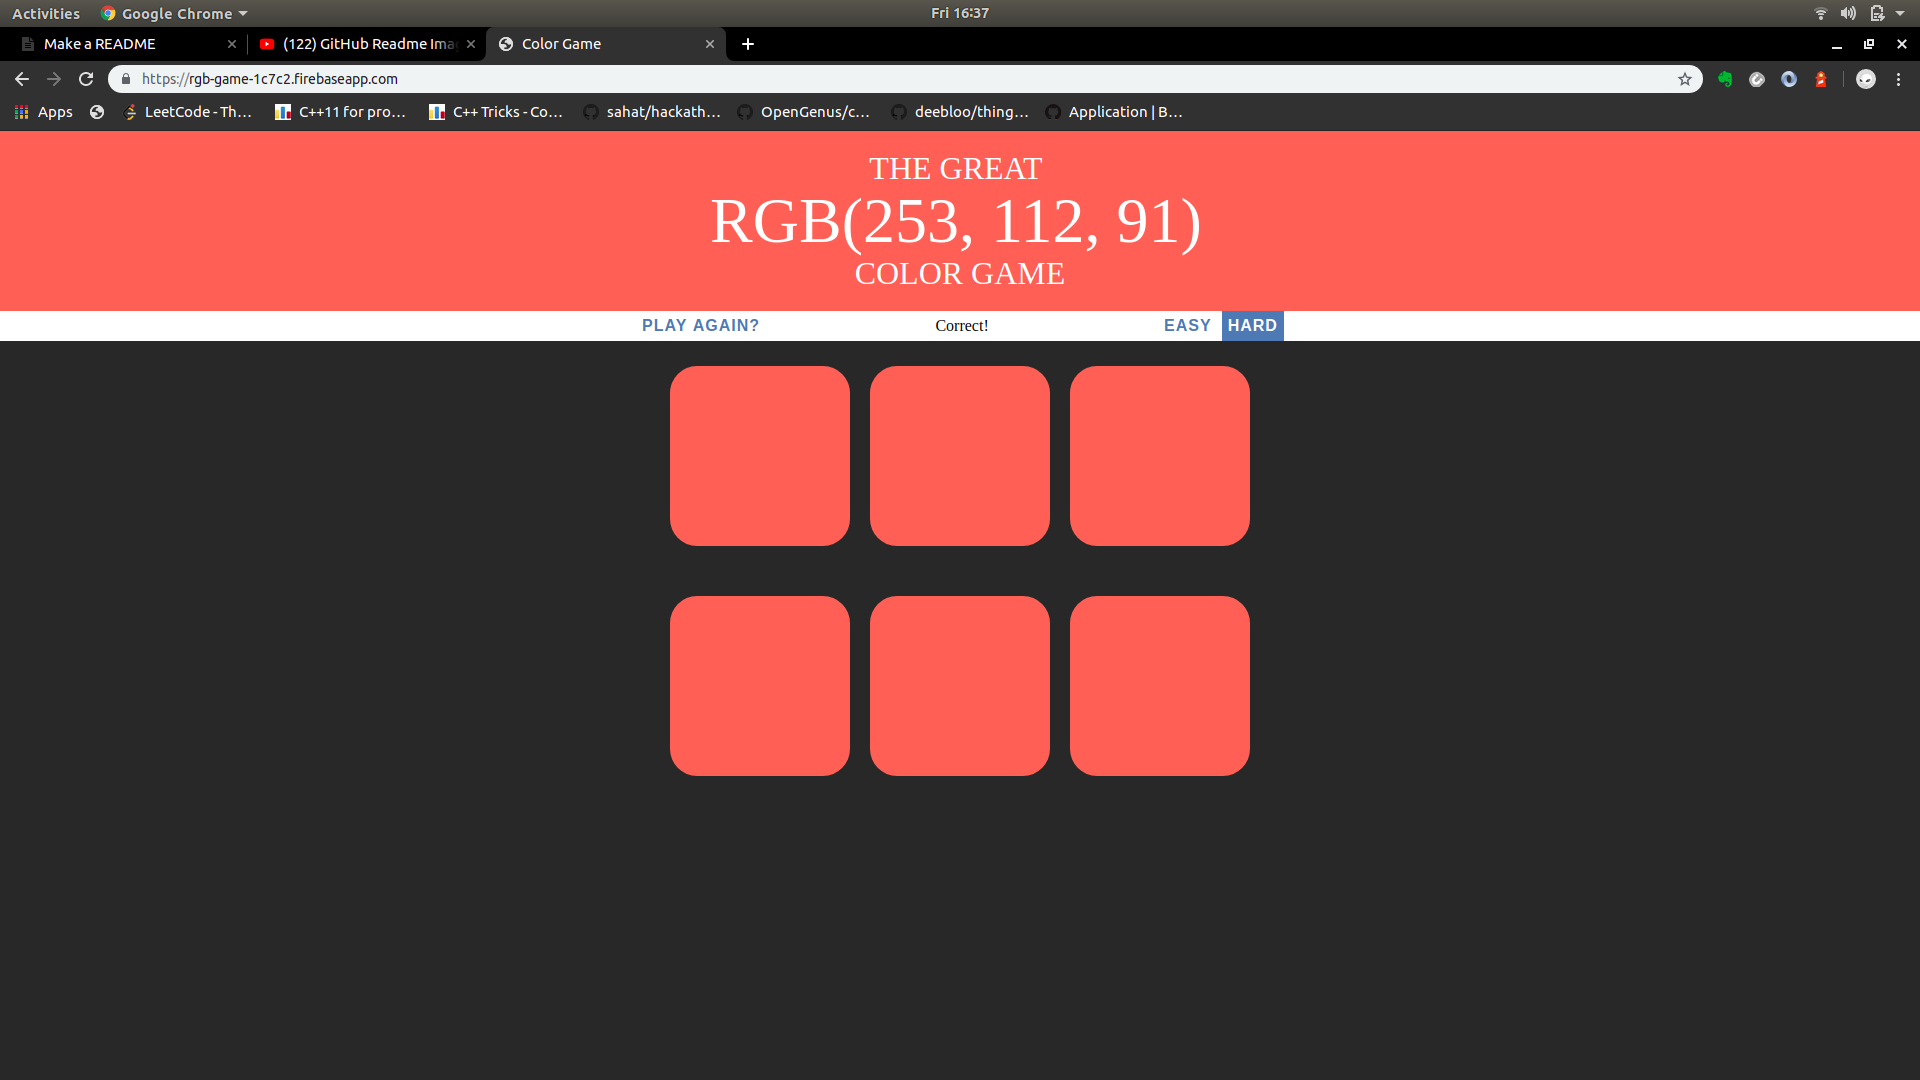 Activities Google Chrome Fri 16:37
Make a README (122) GitHub Readme Ima Color Game
https://rgb-game-1c7c2.firebaseapp.com
Apps LeetCode - Th... C++11 for pro... C++ Tricks - Co... sahat/hackath... OpenGenus/c... deebloo/thing... Application | B...
THE GREAT
RGB(253, 112, 91)
COLOR GAME
PLAY AGAIN? Correct! EASY HARD